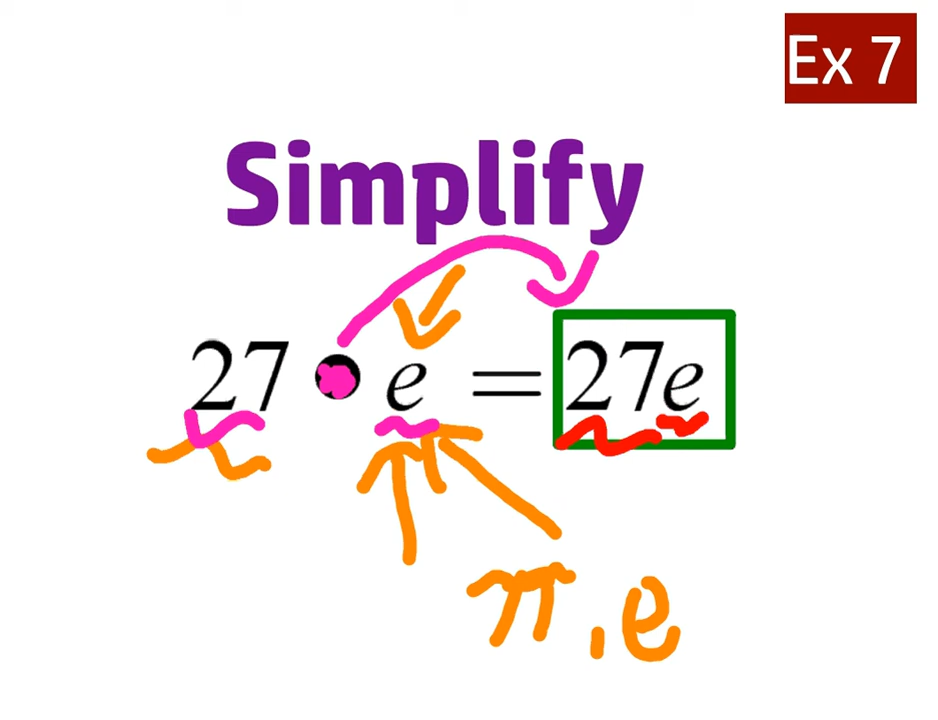 Ex 7
Simplify
27 • e = 27e
π, e